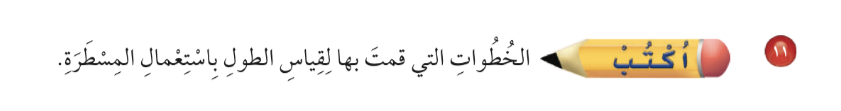 ١١ اُكْتُبْ الخُطُواتِ التي قمتَ بها لِقِياسِ الطولِ بِاسْتِعْمالِ المِسْطَرَةِ.